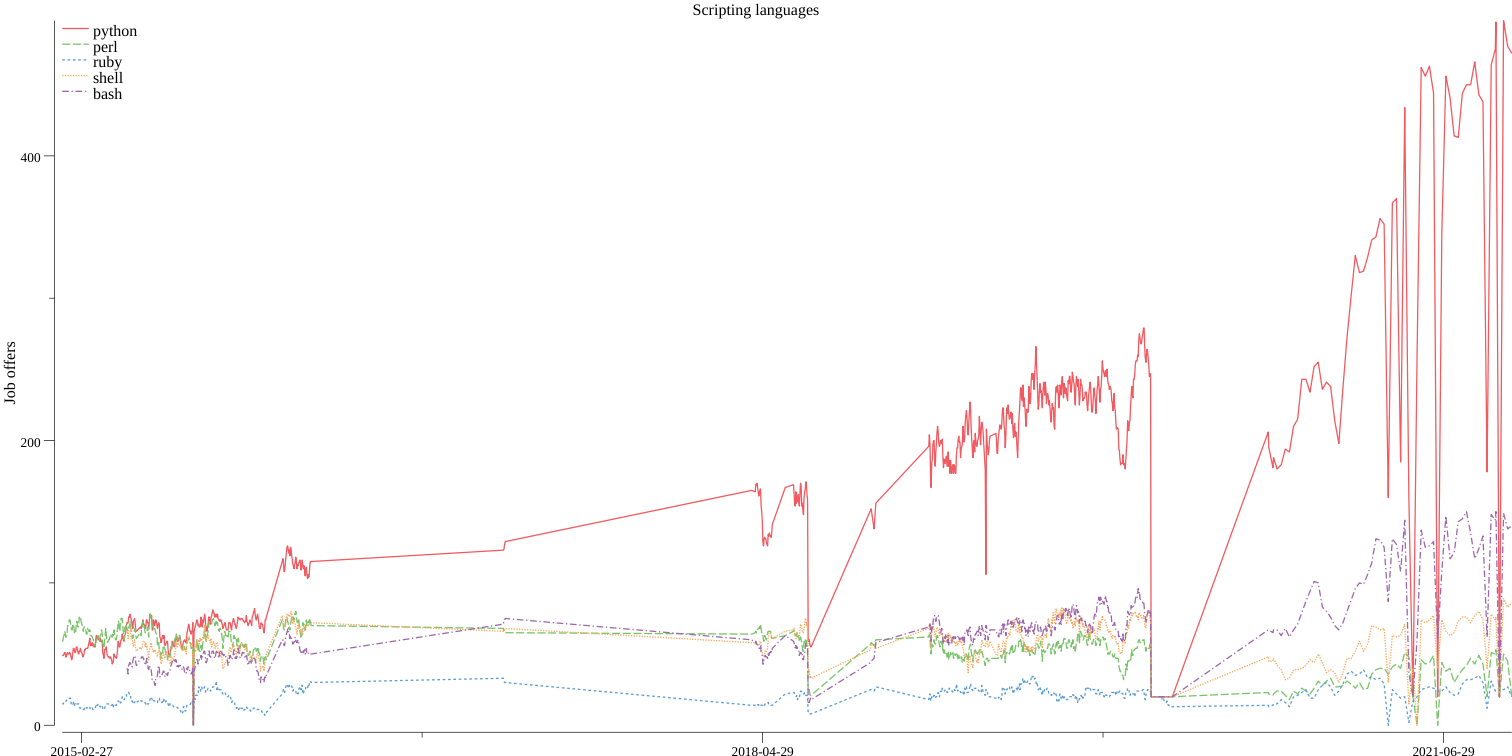 Scripting languages
python
perl
ruby
shell
bash
400
Job offers
200
0
2015-02-27
2018-04-29
2021-06-29